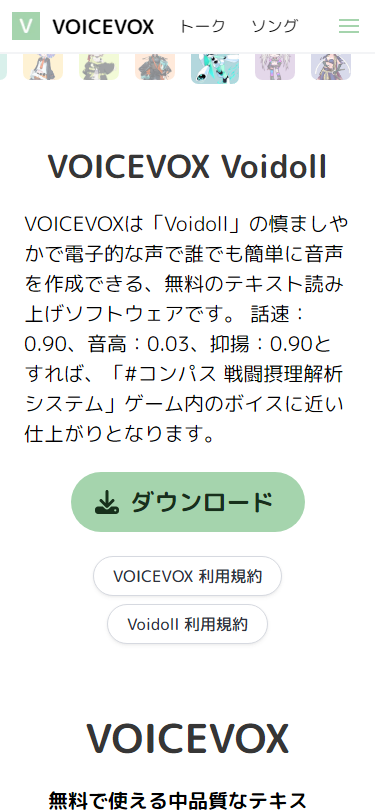 V VOICEVOX トーク ソング
VOICEVOX Voidoll
VOICEVOXは「Voidoll」の慎ましや
かで電子的な声で誰でも簡単に音声
を作成できる、無料のテキスト読み
上げソフトウェアです。 話速：
0.90、音高：0.03、抑揚：0.90と
すれば、「#コンパス 戦闘摂理解析
システム」ゲーム内のボイスに近い
仕上がりとなります。
ダウンロード
VOICEVOX 利用規約
Voidoll 利用規約
VOICEVOX
無料で使える中品質なテキス